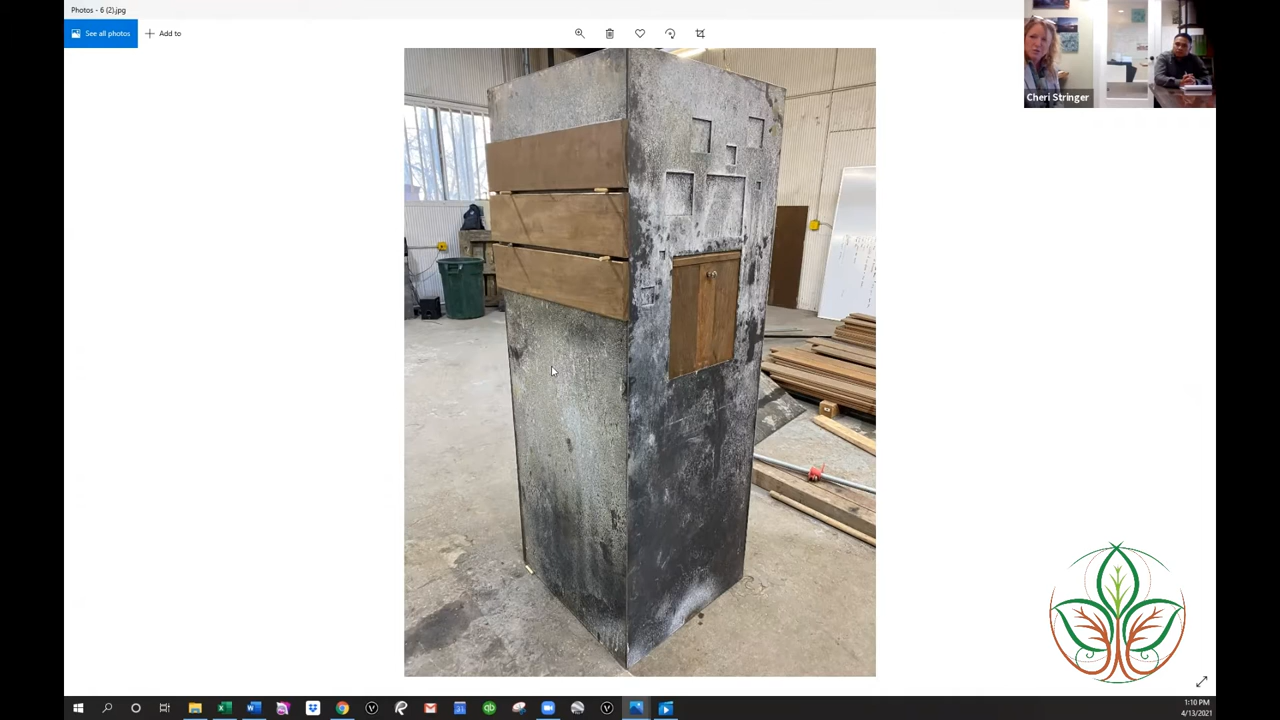 Photos - 6 (2).jpg
See all photos
Add to
Cheri Stringer
1:10 PM
4/13/2021